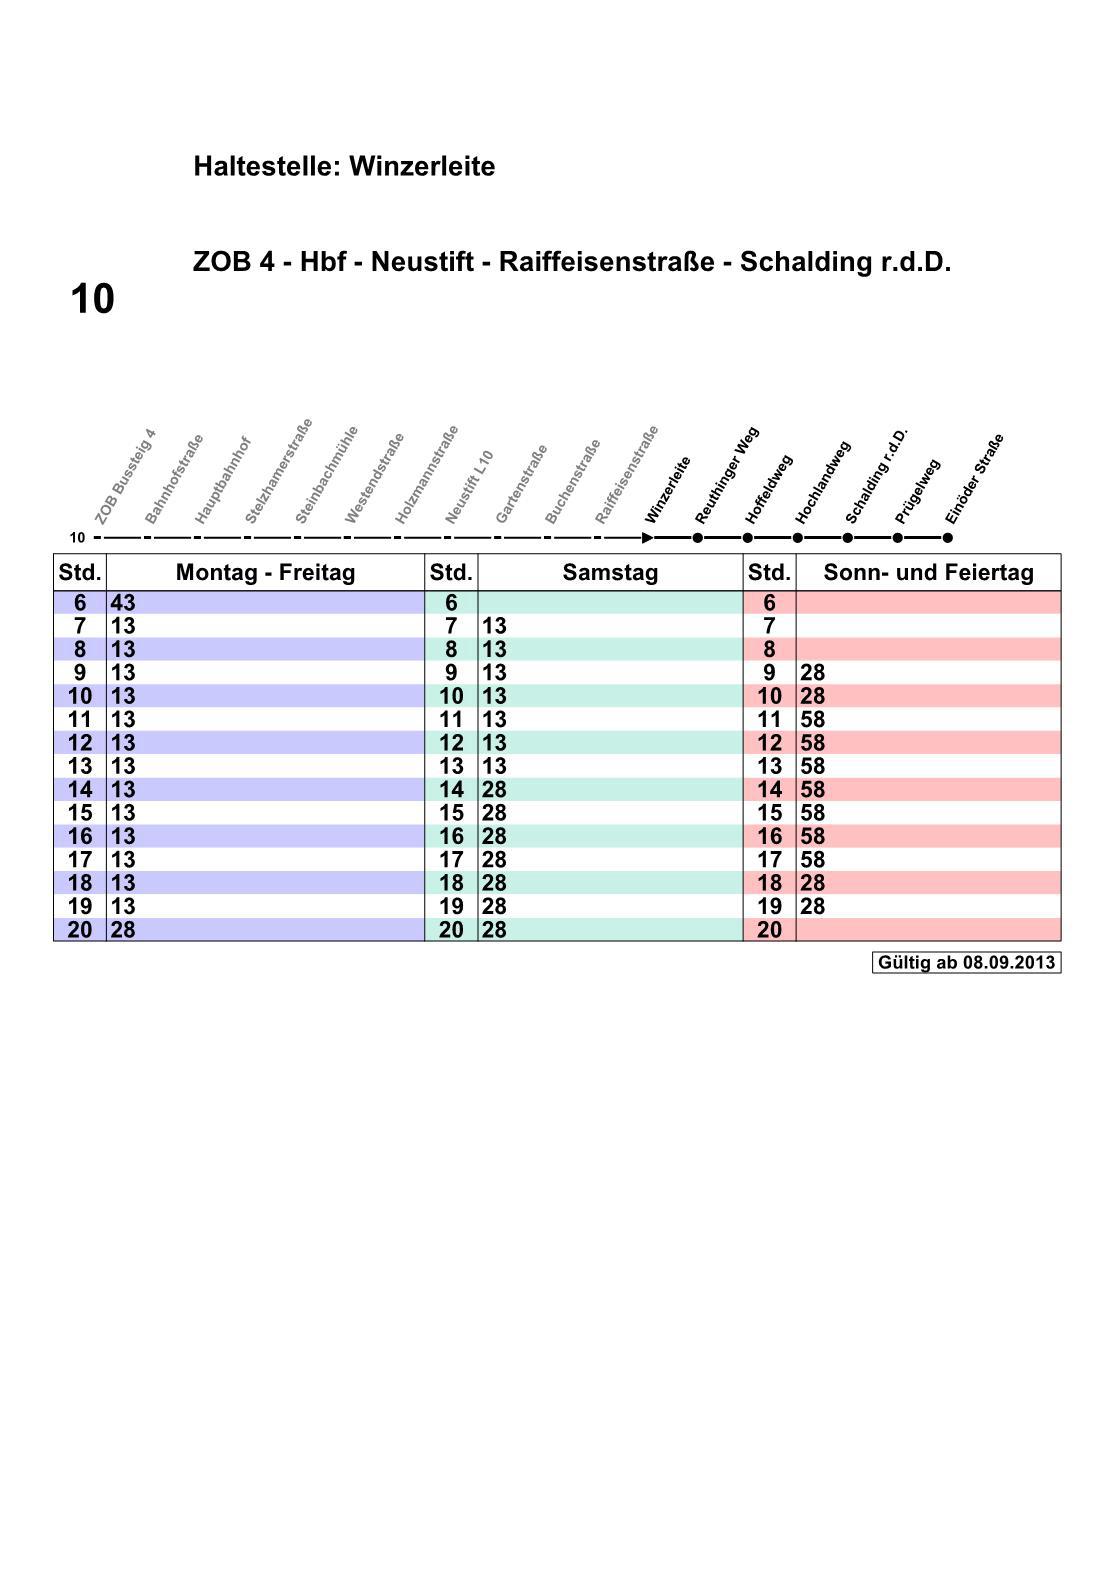 Haltestelle: Winzerleite
ZOB 4 - Hbf - Neustift - Raiffeisenstraße - Schalding r.d.D.
10
ZOB Bussteig 4
Bahnhofstraße
Hauptbahnhof
Stelzhamerstraße
Steinbachmühle
Westendstraße
Holzmannstraße
Neustift L10
Gartenstraße
Buchenstraße
Raiffeisenstraße
Winzerleite
Reuthinger Weg
Hoffeldweg
Hochlandweg
Schalding r.d.D.
Prügelweg
Einöder Straße
10
Std. Montag - Freitag Std. Samstag Std. Sonn- und Feiertag
6 43 6 6
7 13 7 13 7
8 13 8 13 8
9 13 9 13 9 28
10 13 10 13 10 28
11 13 11 13 11 58
12 13 12 13 12 58
13 13 13 13 13 58
14 13 14 28 14 58
15 13 15 28 15 58
16 13 16 28 16 58
17 13 17 28 17 58
18 13 18 28 18 28
19 13 19 28 19 28
20 28 20 28 20
Gültig ab 08.09.2013